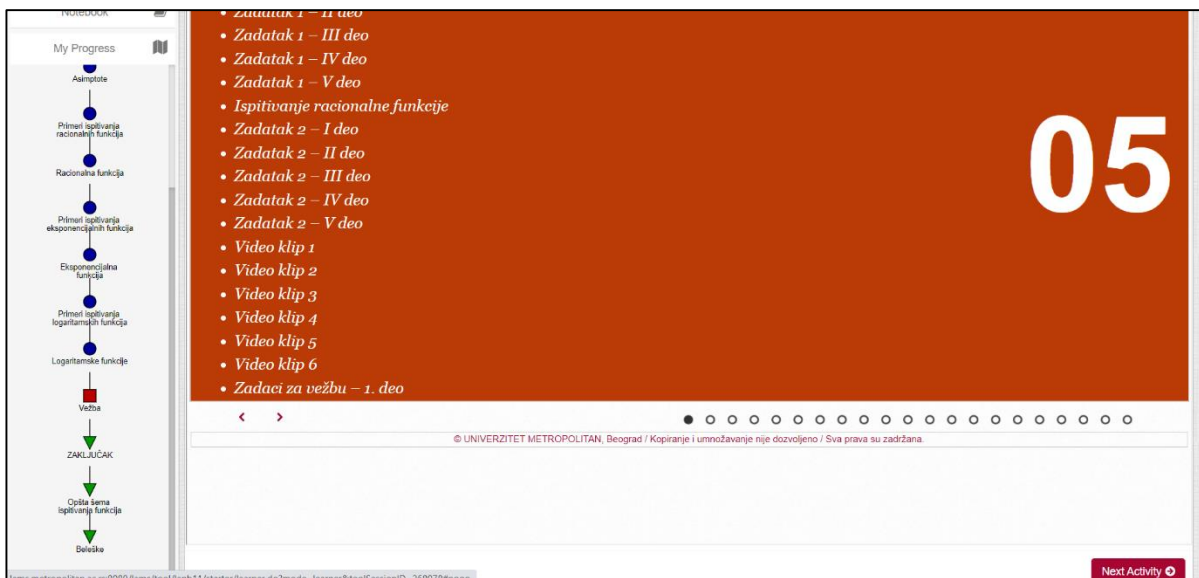 Notebook
My Progress
Asimptote
Primeri ispitivanja
racionalnih funkcija
Racionalna funkcija
Primeri ispitivanja
eksponencijalnih funkcija
Eksponencijalna
funkcija
Primeri ispitivanja
logaritamskih funkcija
Logaritamske funkcije
Vežba
ZAKLJUČAK
Opšta šema
ispitivanja funkcija
Beleške
• Zadatak 1 – II deo
• Zadatak 1 – III deo
• Zadatak 1 – IV deo
• Zadatak 1 – V deo
• Ispitivanje racionalne funkcije
• Zadatak 2 – I deo
• Zadatak 2 – II deo
• Zadatak 2 – III deo
• Zadatak 2 – IV deo
• Zadatak 2 – V deo
• Video klip 1
• Video klip 2
• Video klip 3
• Video klip 4
• Video klip 5
• Video klip 6
• Zadaci za vežbu – 1. deo
05
© UNIVERZITET METROPOLITAN, Beograd / Kopiranje i umnožavanje nije dozvoljeno / Sva prava su zadržana.
Next Activity